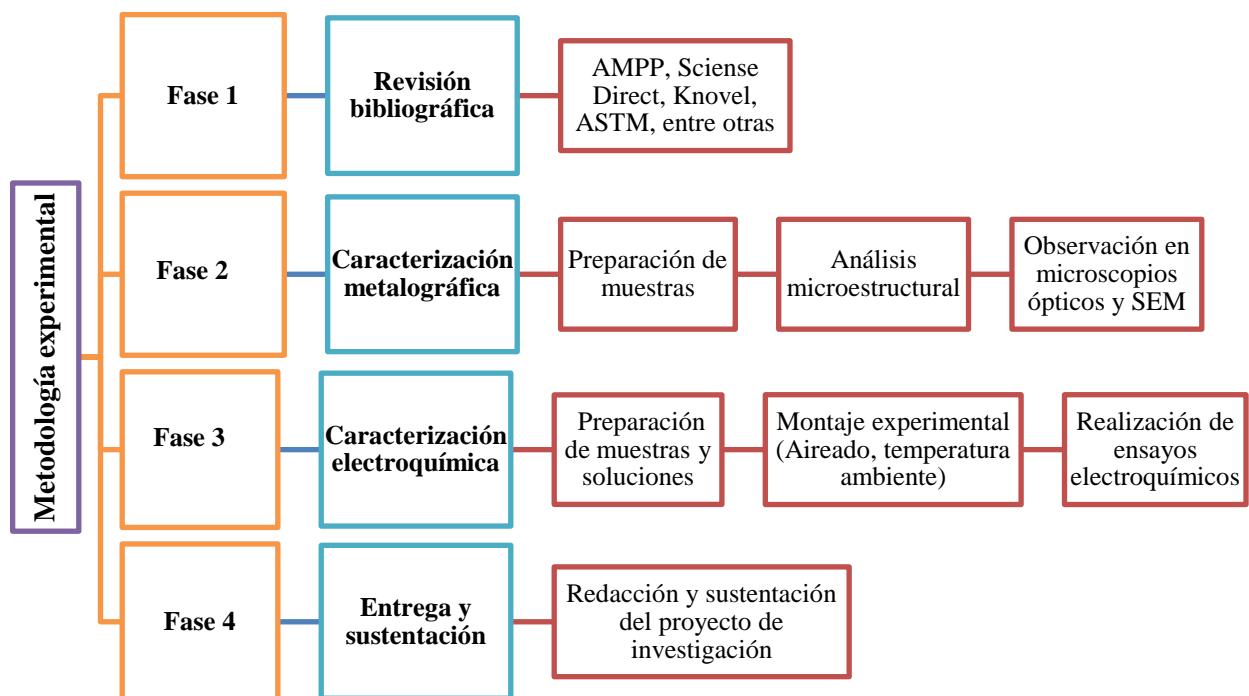 Metodología experimental
Fase 1
Revisión
bibliográfica
AMPP, Sciense
Direct, Knovel,
ASTM, entre otras
Fase 2
Caracterización
metalográfica
Preparación de
muestras
Análisis
microestructural
Observación en
microscopios
ópticos y SEM
Fase 3
Caracterización
electroquímica
Preparación
de muestras y
soluciones
Montaje experimental
(Aireado, temperatura
ambiente)
Realización de
ensayos
electroquímicos
Fase 4
Entrega y
sustentación
Redacción y sustentación
del proyecto de
investigación